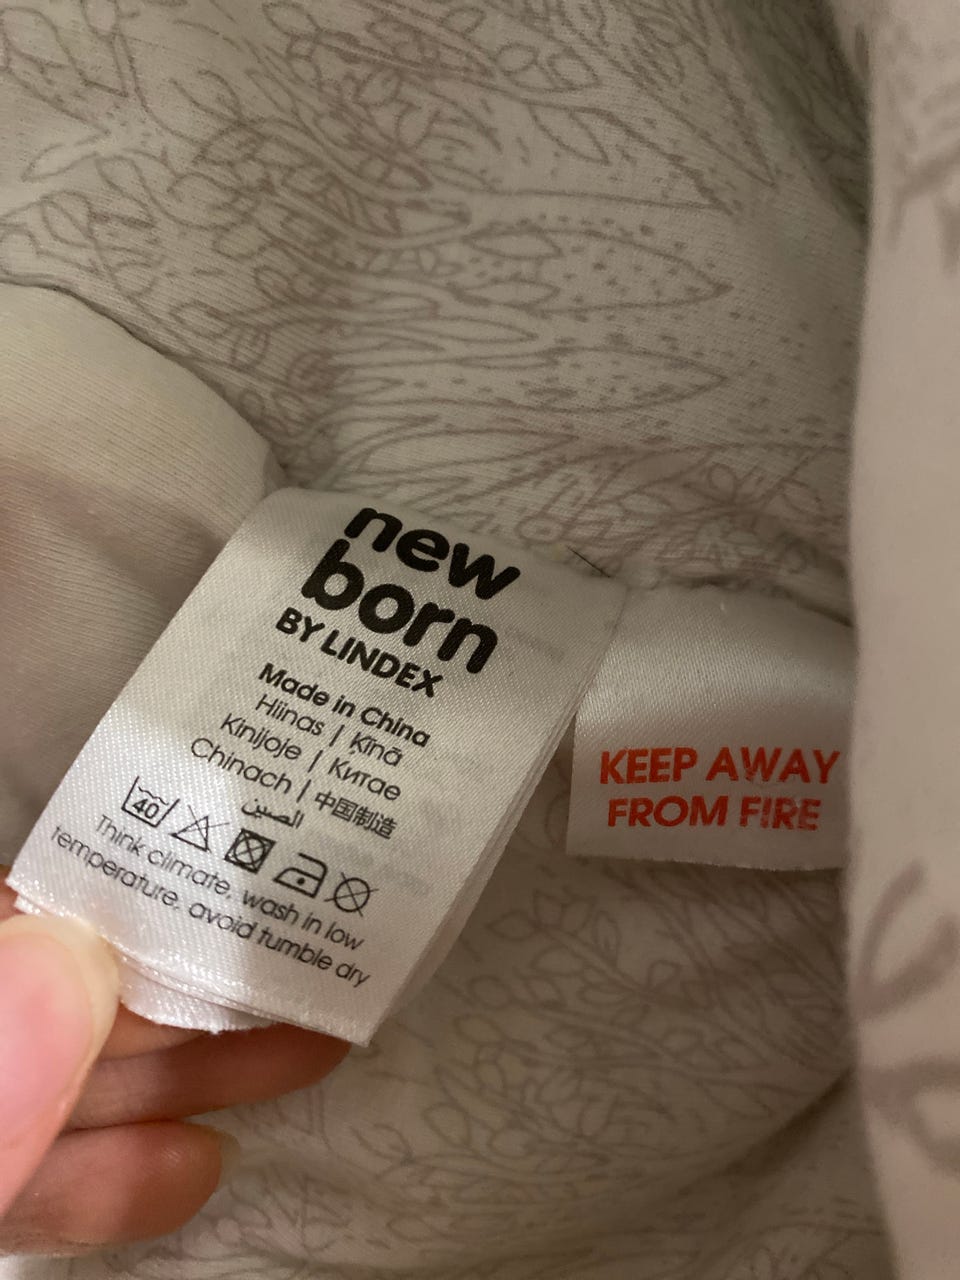 new
born
BY LINDEX
Made in China
Hiinas | Ķīnā
Kinijoje | Китае
Chinach | 中国制造
الصين
40
Think climate, wash in low
temperature, avoid tumble dry
KEEP AWAY
FROM FIRE